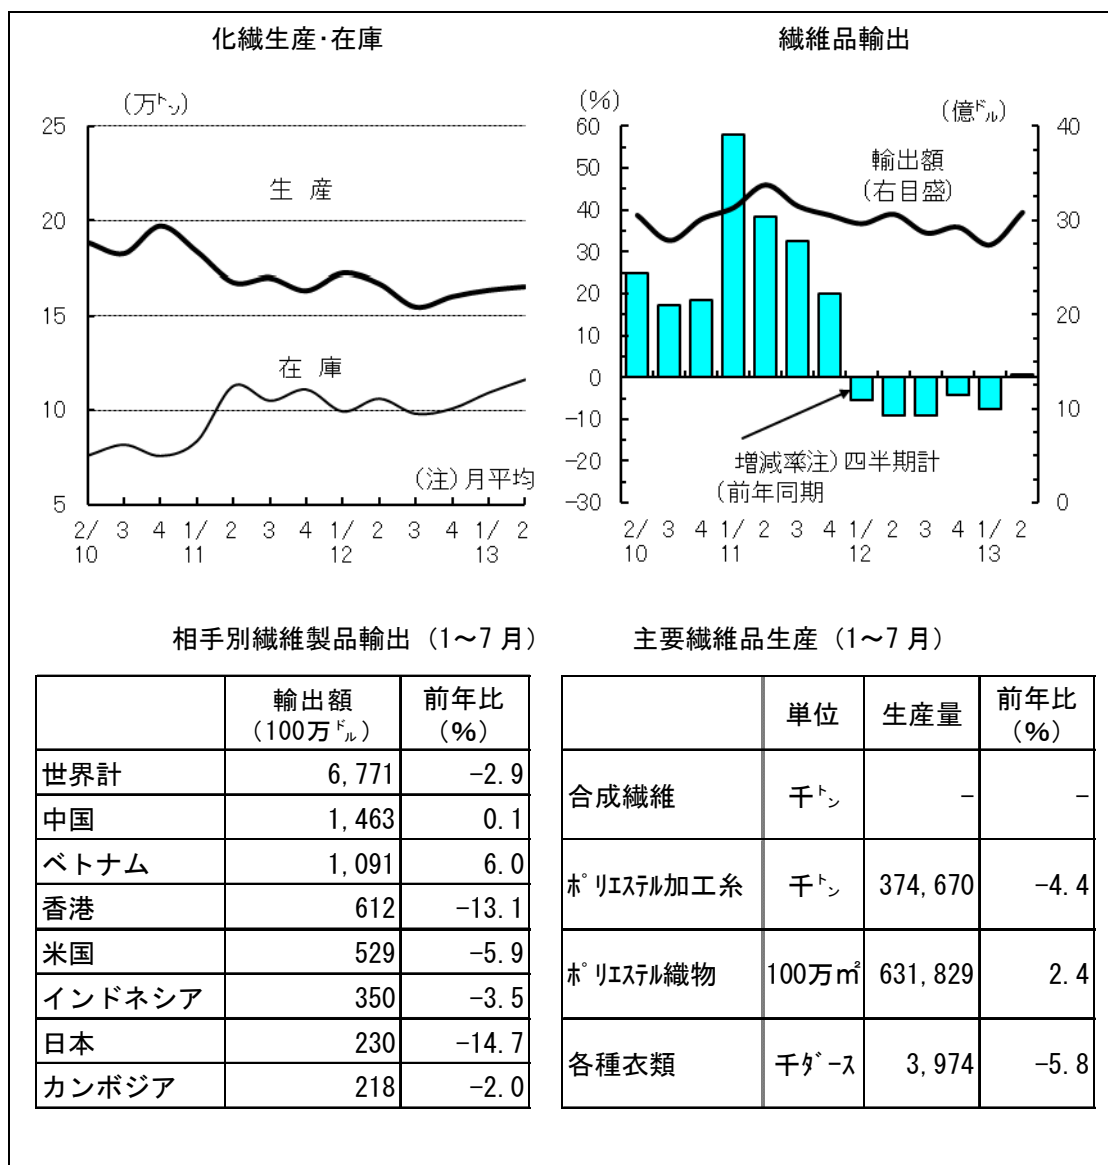 化繊生産･在庫
(万㌧)
25
20
15
10
5
生 産
在 庫
(注)月平均
2/10 3 4 1/11 2 3 4 1/12 2 3 4 1/13 2
繊維品輸出
(%)
(億㌦)
60
50
40
30
20
10
0
-10
-20
-30
40
30
20
10
0
輸出額
(右目盛)
増減率注)四半期計
(前年同期
2/10 3 4 1/11 2 3 4 1/12 2 3 4 1/13 2
相手別繊維製品輸出（1～7月）
輸出額(100万㌦) 前年比(%)
世界計 6,771 -2.9
中国 1,463 0.1
ベトナム 1,091 6.0
香港 612 -13.1
米国 529 -5.9
インドネシア 350 -3.5
日本 230 -14.7
カンボジア 218 -2.0
主要繊維品生産（1～7月）
単位 生産量 前年比(%)
合成繊維 千㌧ - -
ﾎﾟﾘｴｽﾃﾙ加工糸 千㌧ 374,670 -4.4
ﾎﾟﾘｴｽﾃﾙ織物 100万㎡ 631,829 2.4
各種衣類 千ﾀﾞｰｽ 3,974 -5.8